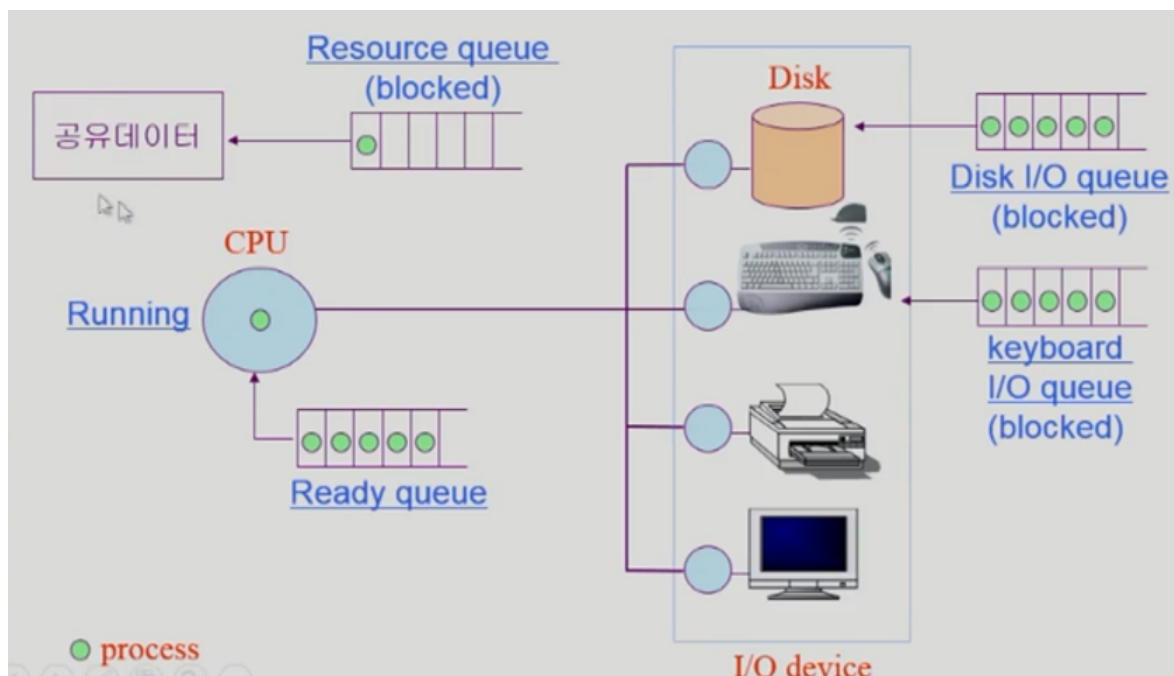 Resource queue
(blocked)
공유데이터
Disk
Disk I/O queue
(blocked)
CPU
Running
keyboard
I/O queue
(blocked)
Ready queue
process
I/O device